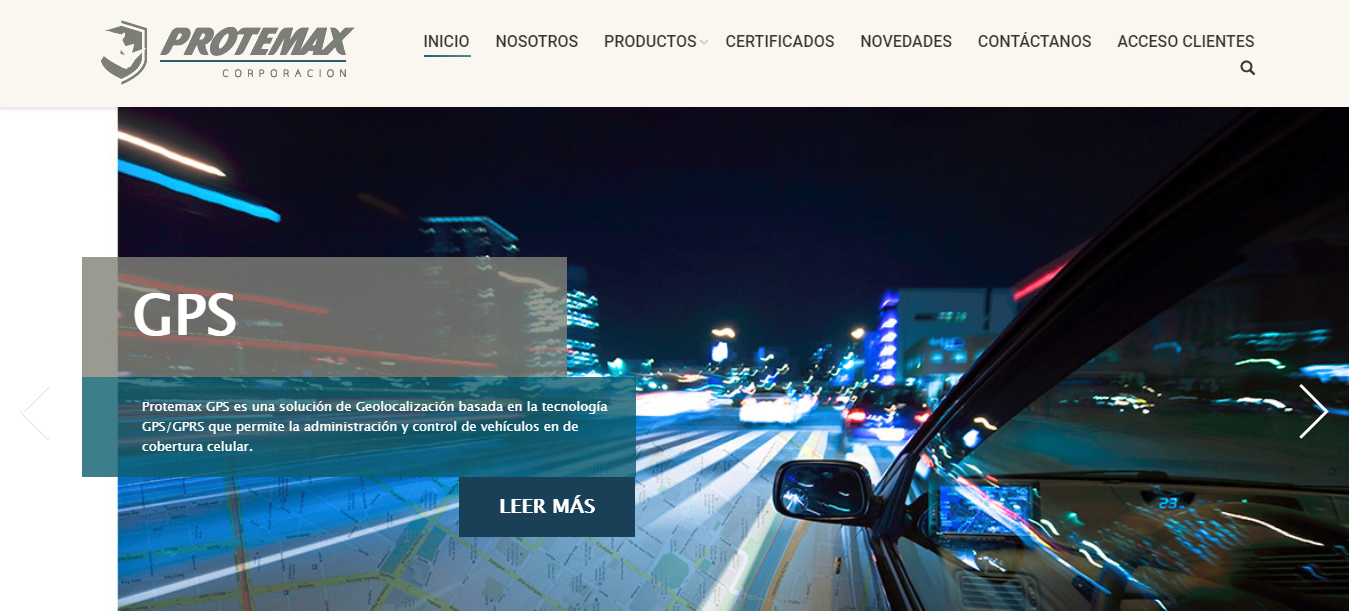 PROTEMAX
CORPORACION
INICIO NOSOTROS PRODUCTOS CERTIFICADOS NOVEDADES CONTÁCTANOS ACCESO CLIENTES
GPS
Protemax GPS es una solución de Geolocalización basada en la tecnología
GPS/GPRS que permite la administración y control de vehículos en de
cobertura celular.
LEER MÁS
23